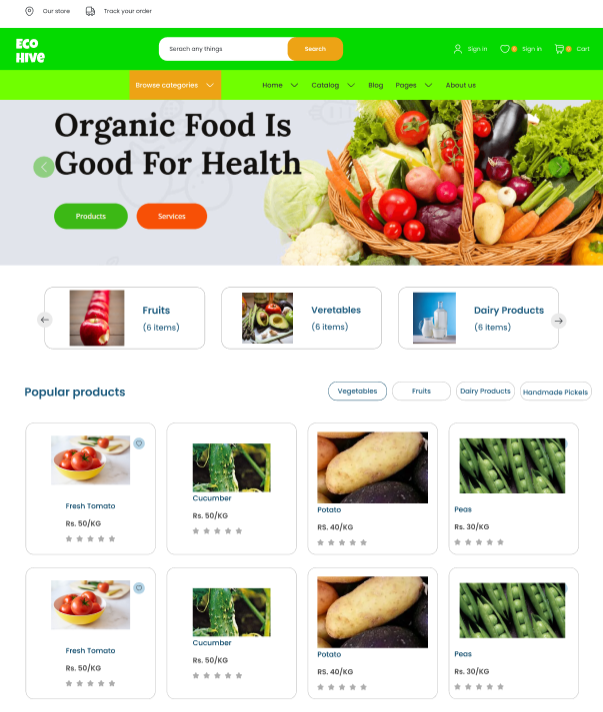 Our store Track your order
ECO
HIVE
Serach any things Search Sign in Sign in Cart
Browse categories Home Catalog Blog Pages About us
Organic Food Is
Good For Health
Products Services
Fruits
(6 items)
Veretables
(6 items)
Dairy Products
(6 items)
Popular products
Vegetables Fruits Dairy Products Handmade Pickels
Fresh Tomato
Rs. 50/KG
Cucumber
Rs. 50/KG
Potato
RS. 40/KG
Peas
Rs. 30/KG
Fresh Tomato
Rs. 50/KG
Cucumber
Rs. 50/KG
Potato
RS. 40/KG
Peas
Rs. 30/KG